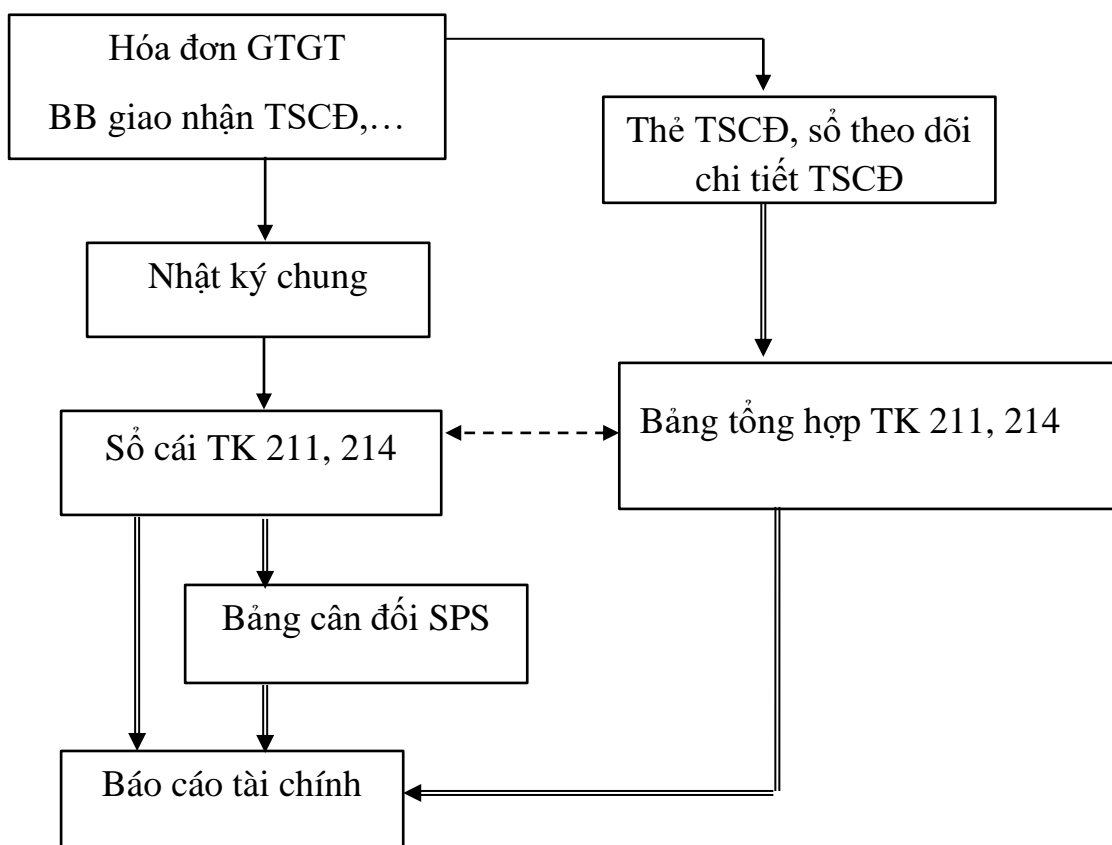 Hóa đơn GTGT
BB giao nhận TSCĐ,…
Thẻ TSCĐ, sổ theo dõi
chi tiết TSCĐ
Nhật ký chung
Sổ cái TK 211, 214
Bảng tổng hợp TK 211, 214
Bảng cân đối SPS
Báo cáo tài chính